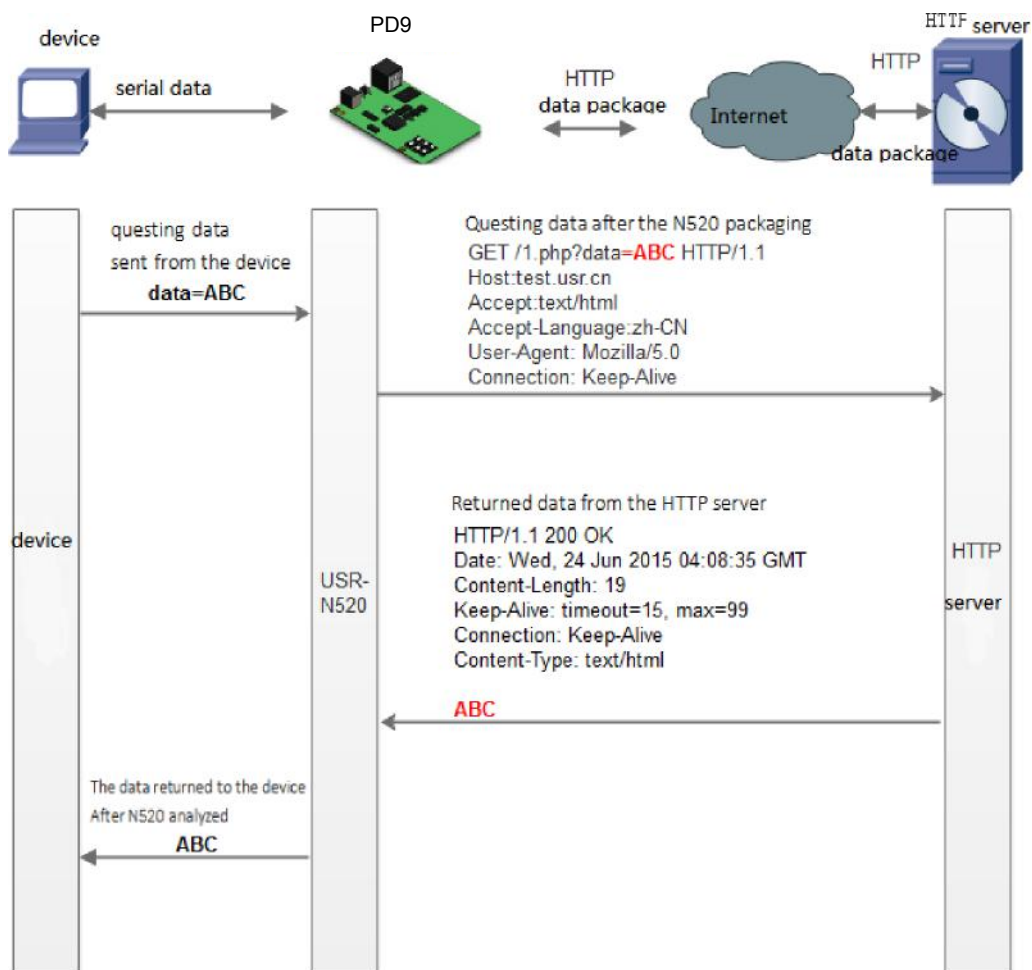 PD9
device
HTTF server
serial data
HTTP
data package
Internet
HTTP
data package
questing data
sent from the device
data=ABC
Questing data after the N520 packaging
GET /1.php?data=ABC HTTP/1.1
Host:test.usr.cn
Accept:text/html
Accept-Language:zh-CN
User-Agent: Mozilla/5.0
Connection: Keep-Alive
Returned data from the HTTP server
HTTP/1.1 200 OK
Date: Wed, 24 Jun 2015 04:08:35 GMT
Content-Length: 19
Keep-Alive: timeout=15, max=99
Connection: Keep-Alive
Content-Type: text/html
ABC
device
USR-
N520
HTTP
server
The data returned to the device
After N520 analyzed
ABC